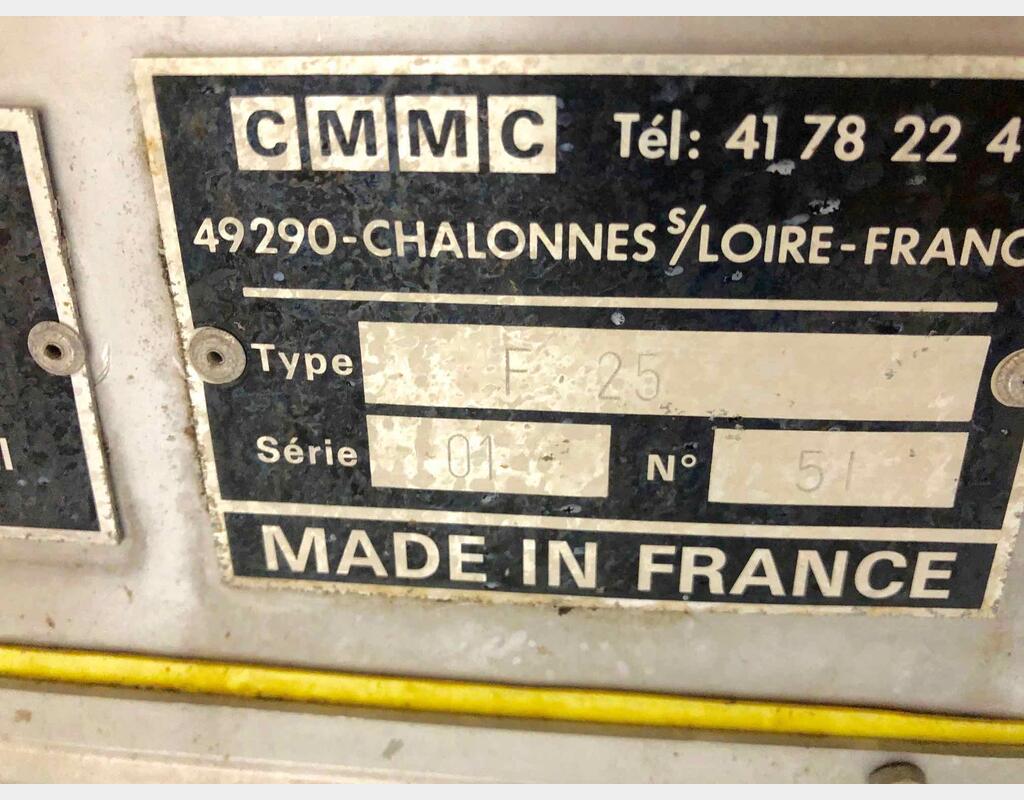 CMMC Tél: 41 78 22 4
49290-CHALONNES S/LOIRE-FRANC
Type F 25
Série 01 N° 51
MADE IN FRANCE